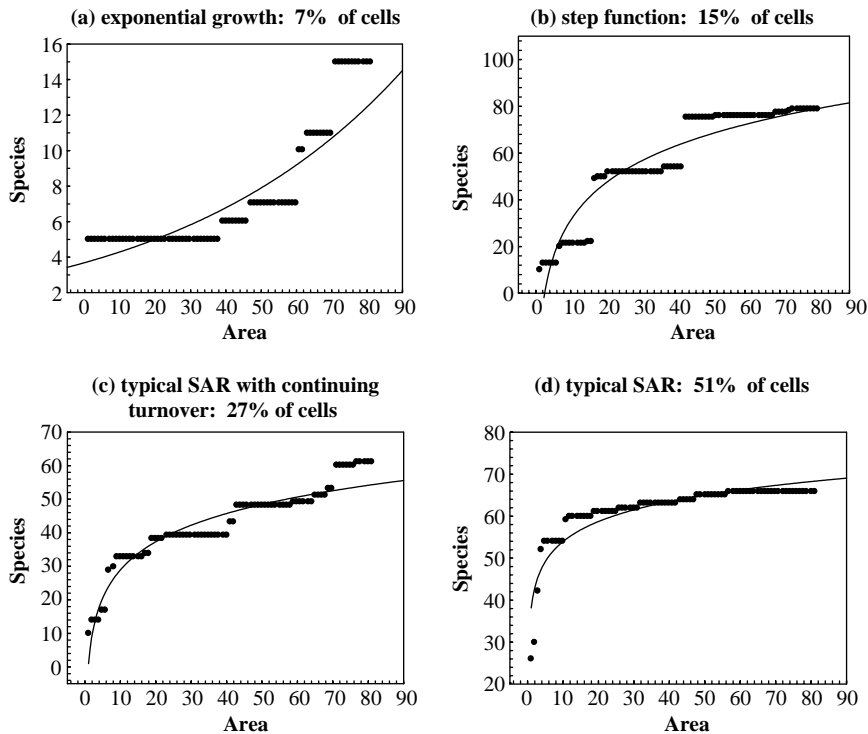 (a) exponential growth: 7% of cells
16
14
12
10
8
6
4
2
Species
0 10 20 30 40 50 60 70 80 90
Area
(b) step function: 15% of cells
100
80
60
40
20
0
Species
0 10 20 30 40 50 60 70 80 90
Area
(c) typical SAR with continuing
turnover: 27% of cells
70
60
50
40
30
20
10
0
Species
0 10 20 30 40 50 60 70 80 90
Area
(d) typical SAR: 51% of cells
80
70
60
50
40
30
20
Species
0 10 20 30 40 50 60 70 80 90
Area